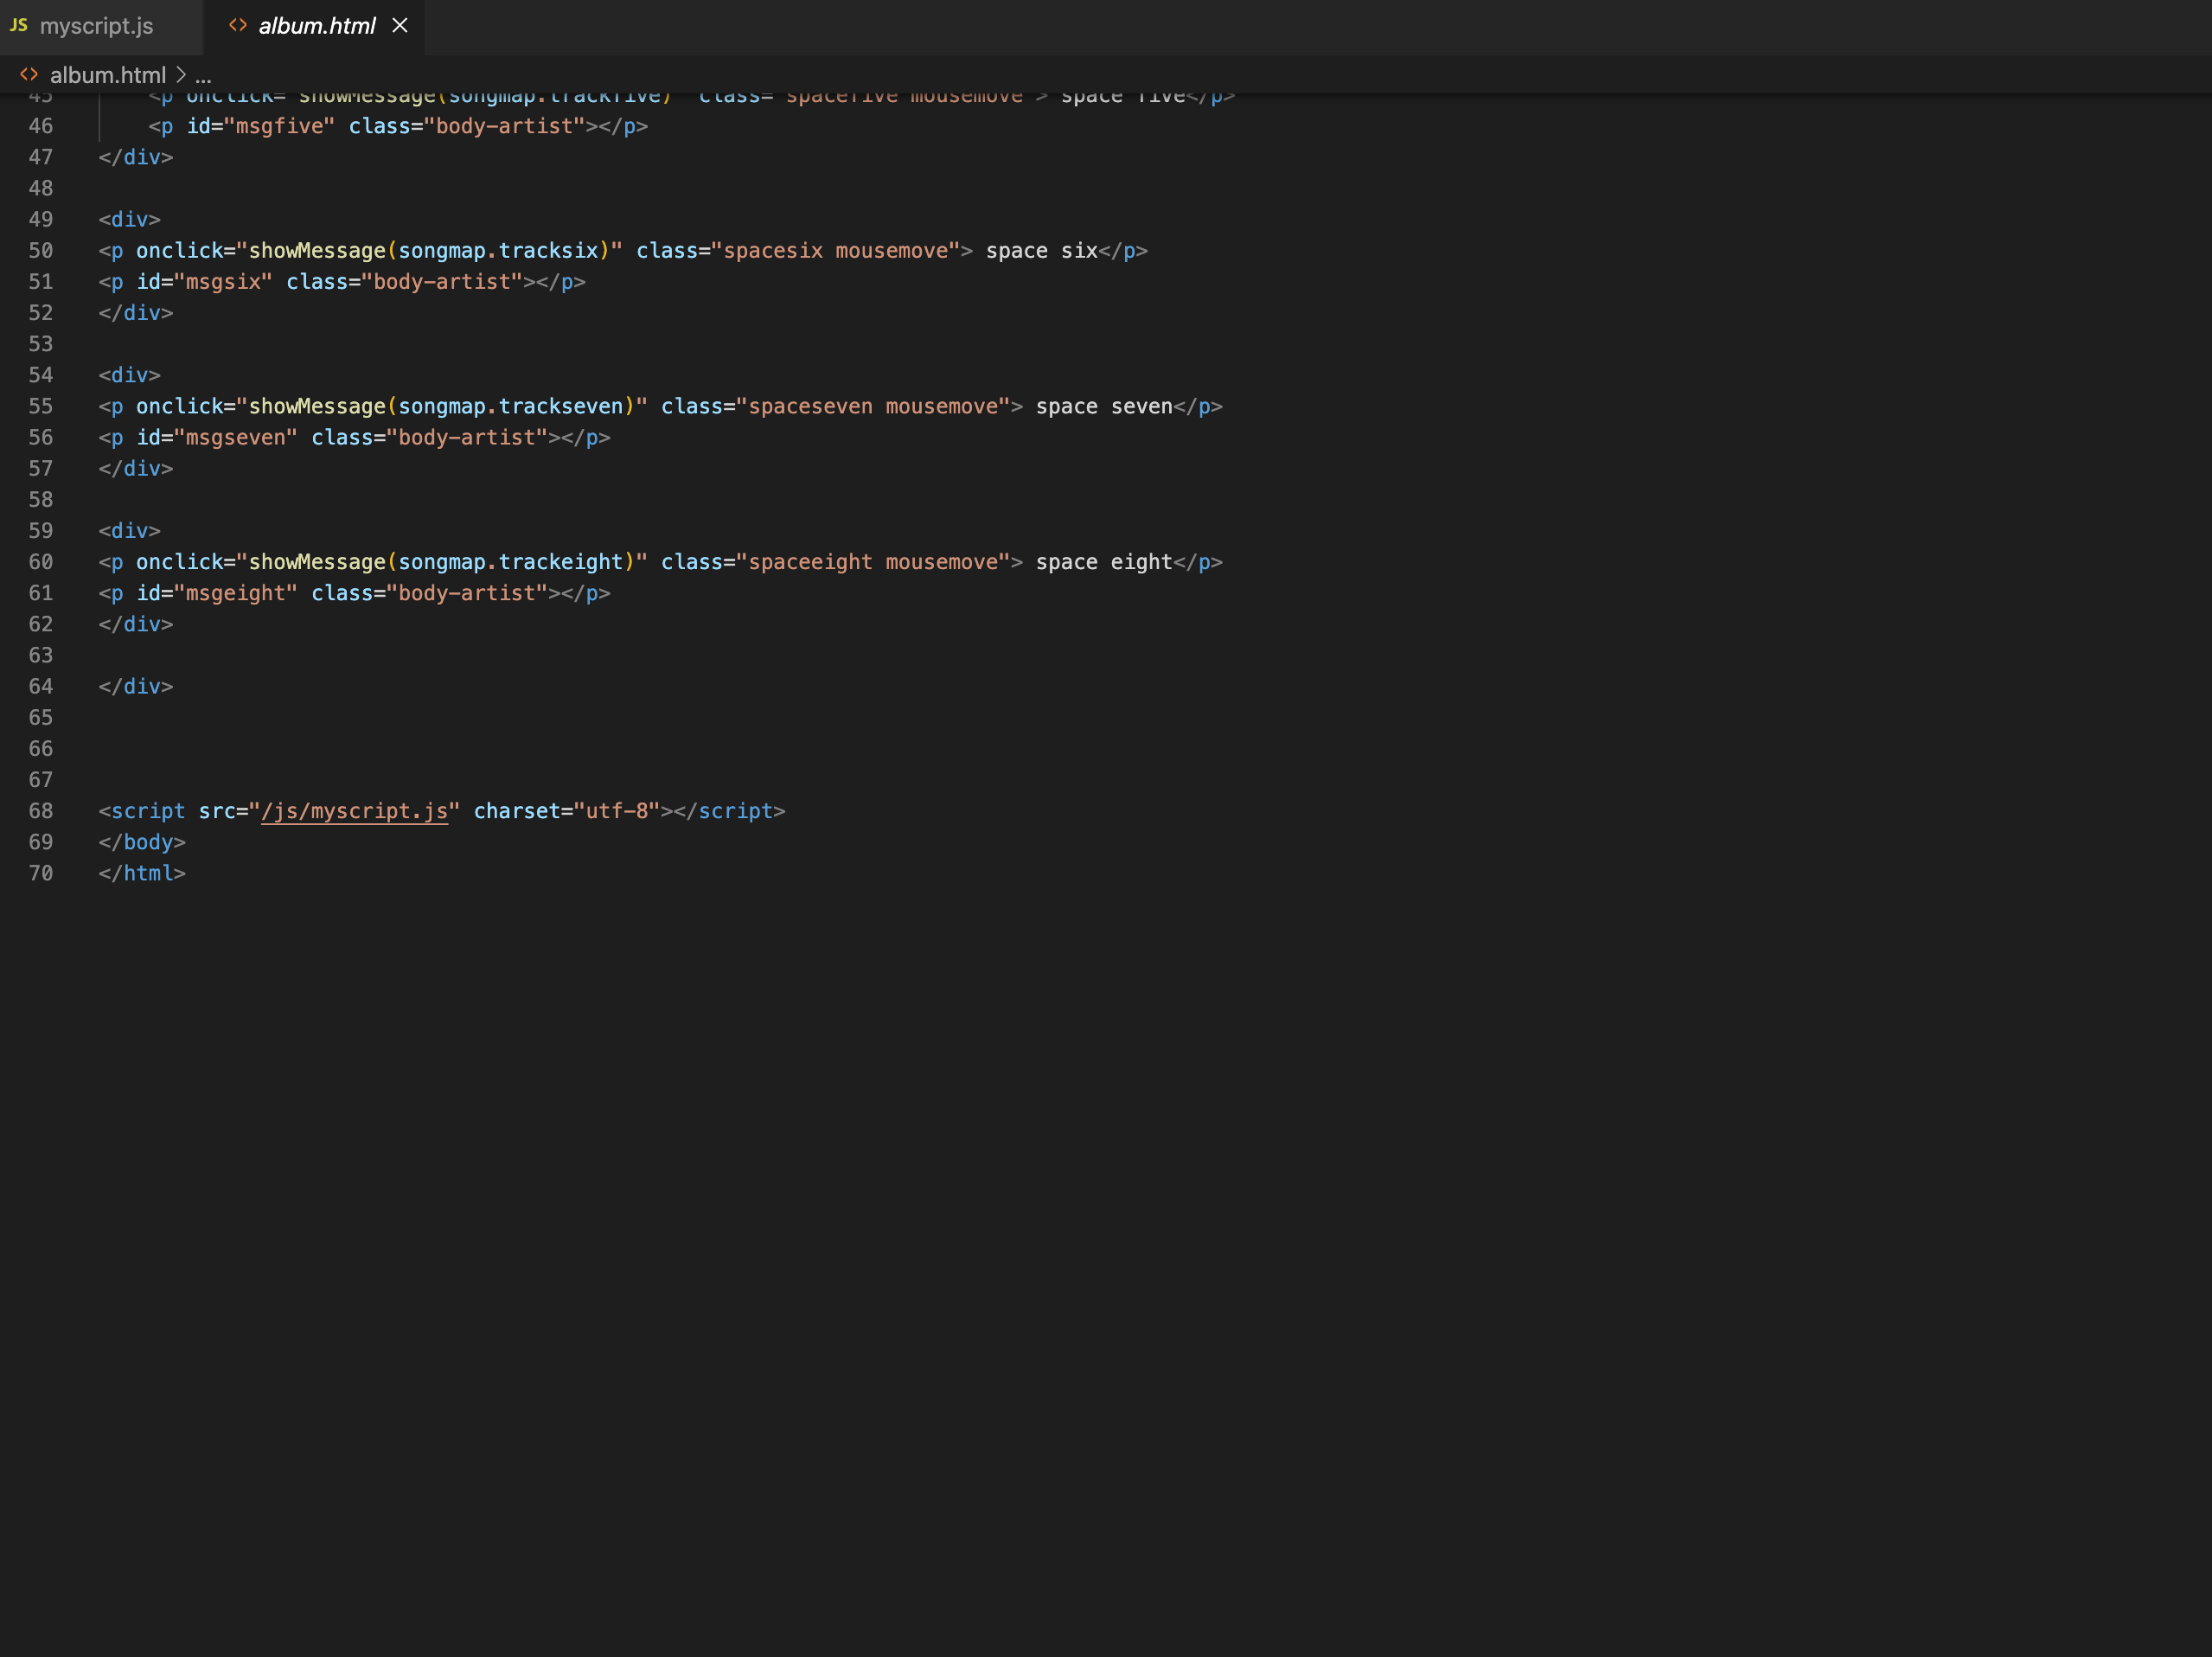 JS myscript.js <> album.html ×
<> album.html > ...
45 <p onclick="showMessage(songmap.trackfive)" class="spacefive mousemove"> space five</p>
46 <p id="msgfive" class="body-artist"></p>
47 </div>
48
49 <div>
50 <p onclick="showMessage(songmap.tracksix)" class="spacesix mousemove"> space six</p>
51 <p id="msgsix" class="body-artist"></p>
52 </div>
53
54 <div>
55 <p onclick="showMessage(songmap.trackseven)" class="spaceseven mousemove"> space seven</p>
56 <p id="msgseven" class="body-artist"></p>
57 </div>
58
59 <div>
60 <p onclick="showMessage(songmap.trackeight)" class="spaceeight mousemove"> space eight</p>
61 <p id="msgeight" class="body-artist"></p>
62 </div>
63
64 </div>
65
66
67
68 <script src="/js/myscript.js" charset="utf-8"></script>
69 </body>
70 </html>